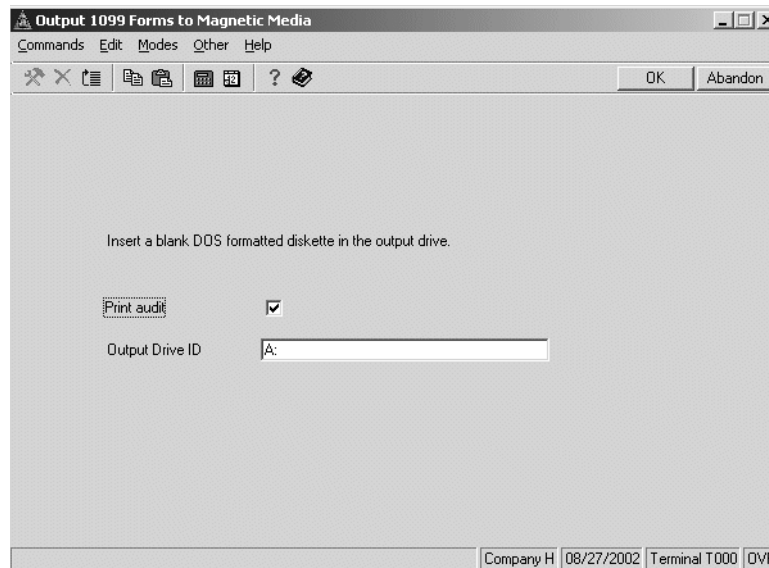 Output 1099 Forms to Magnetic Media
Commands Edit Modes Other Help
OK Abandon
Insert a blank DOS formatted diskette in the output drive.
Print audit
Output Drive ID A:
Company H 08/27/2002 Terminal T000